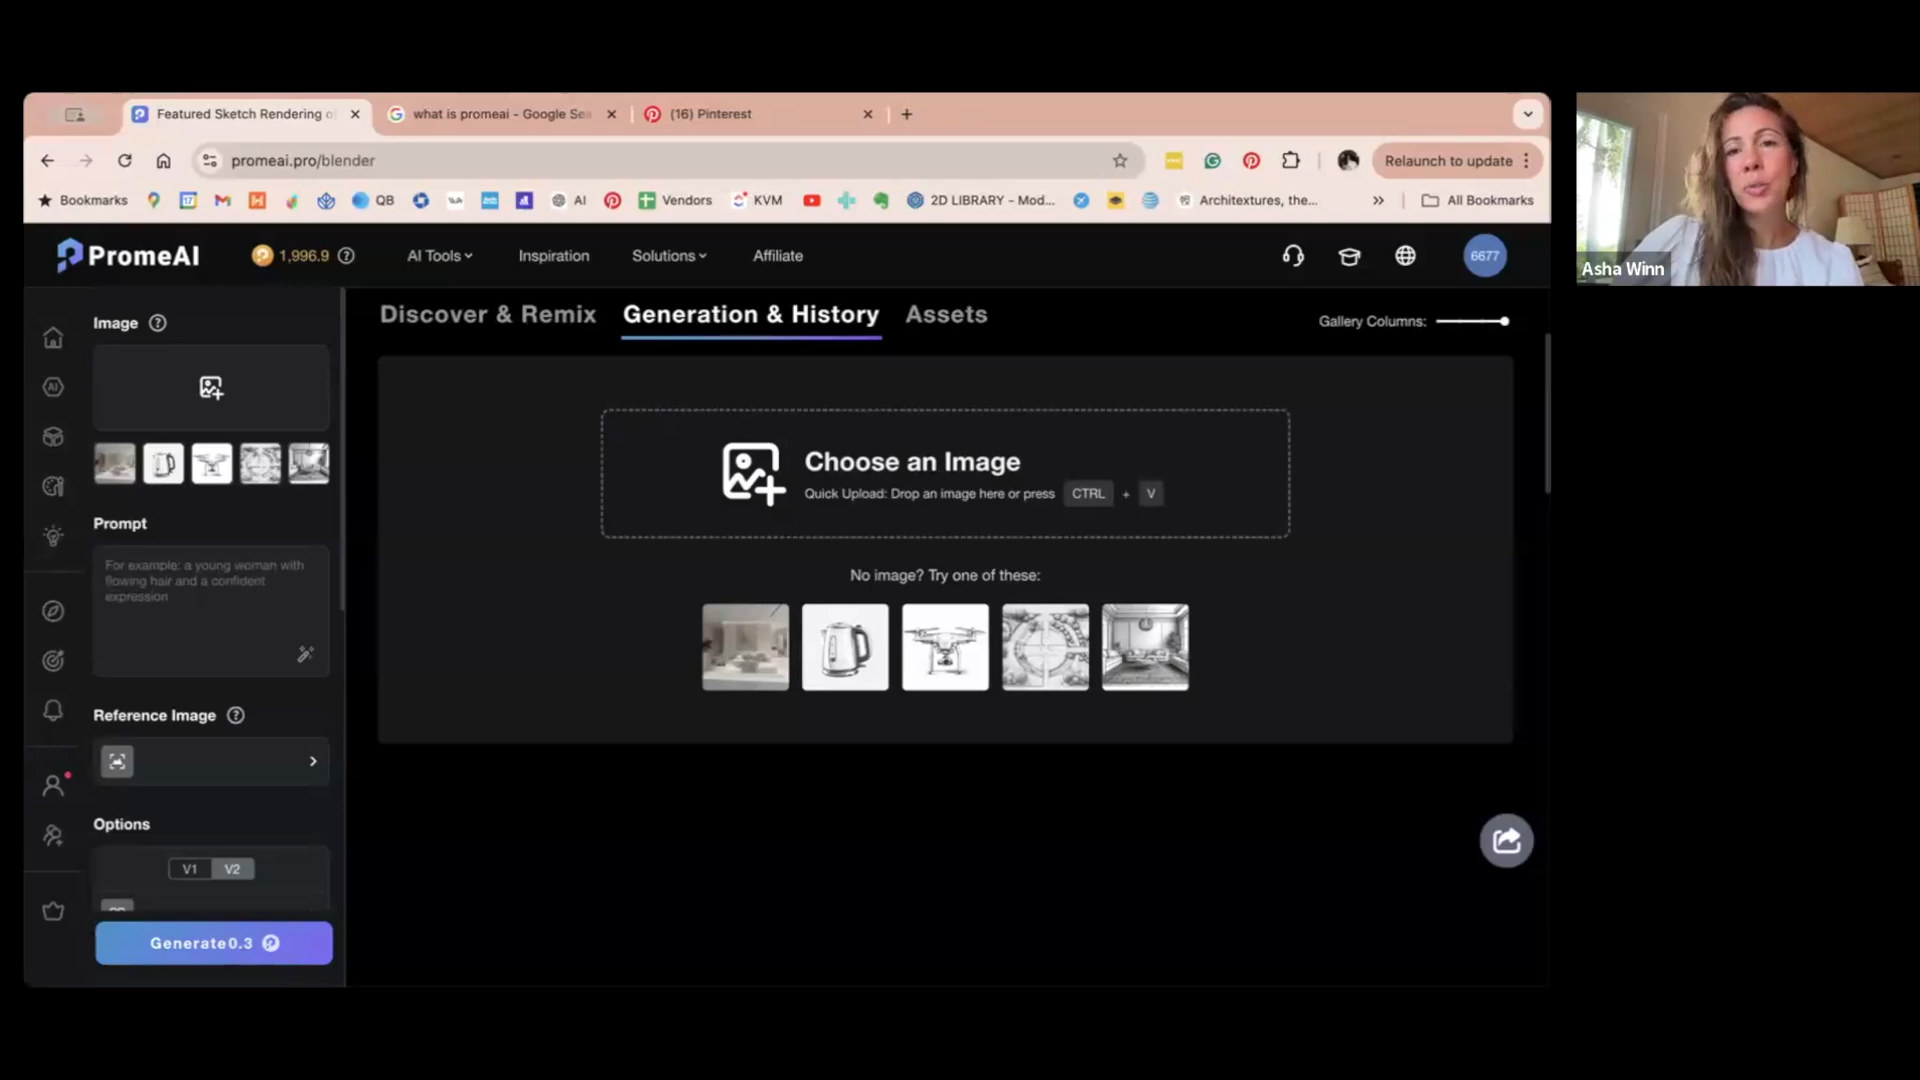 Featured Sketch Rendering o
what is promeai - Google Sea
(16) Pinterest
promeai.pro/blender
Relaunch to update
Bookmarks
17
QB
AI
Vendors
KVM
2D LIBRARY - Mod...
Architextures, the...
All Bookmarks
PromeAI
1,996.9
AI Tools
Inspiration
Solutions
Affiliate
6677
Asha Winn
Image
Discover & Remix
Generation & History
Assets
Gallery Columns:
AI
Choose an Image
Quick Upload: Drop an image here or press CTRL + V
Prompt
For example: a young woman with
flowing hair and a confident
expression
No image? Try one of these:
Reference Image
Options
V1 V2
Generate0.3